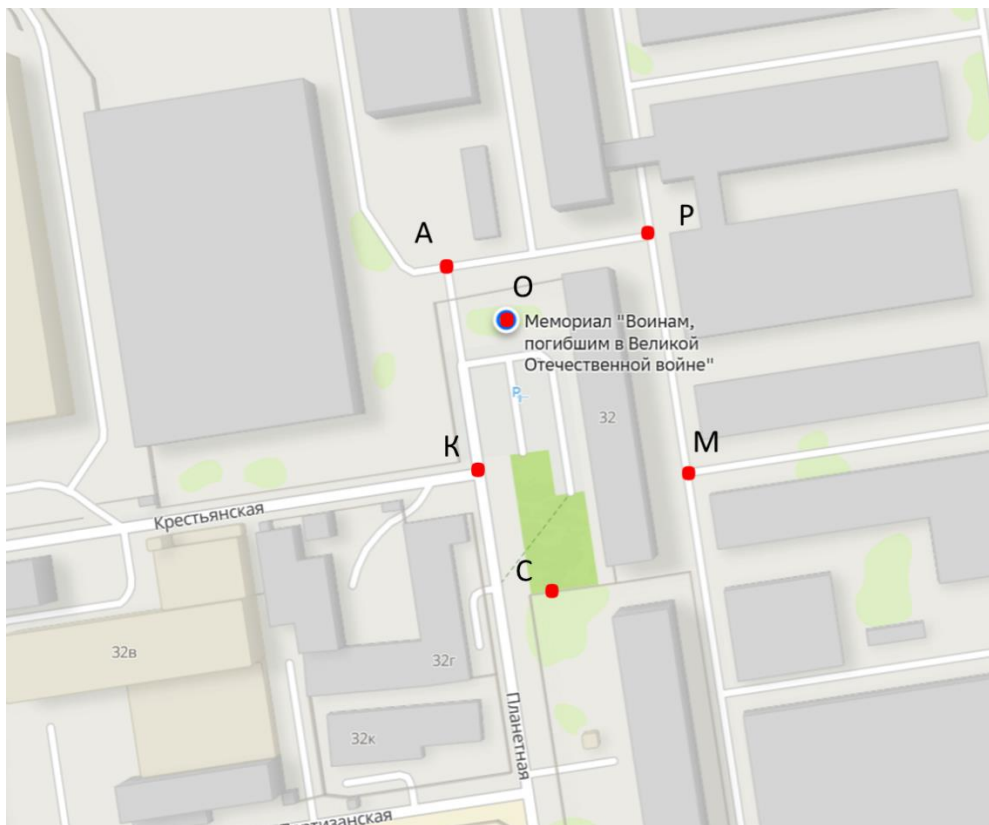 А
Р
О
Мемориал "Воинам,
погибшим в Великой
Отечественной войне"
Р
32
К
М
Крестьянская
С
32в
32г
Планетная
32к